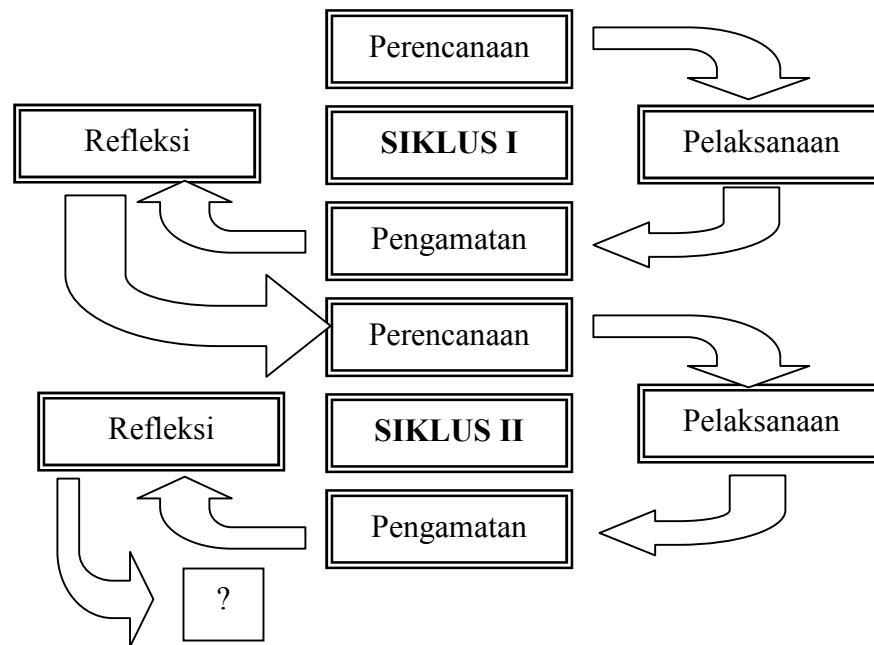 Perencanaan
Refleksi
SIKLUS I
Pelaksanaan
Pengamatan
Perencanaan
Refleksi
SIKLUS II
Pelaksanaan
Pengamatan
?